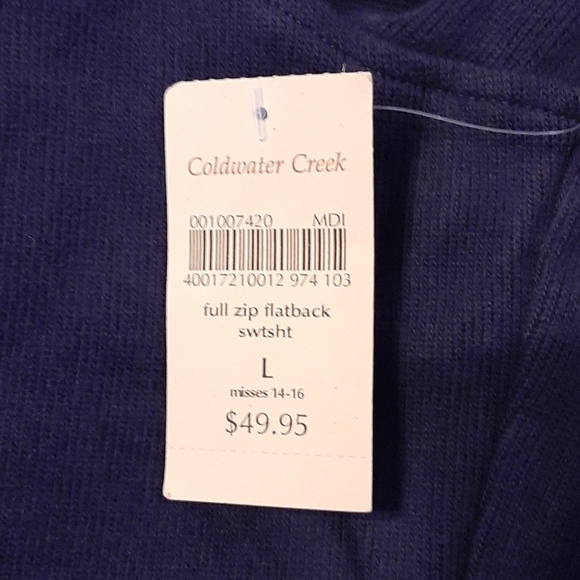 Coldwater Creek
001007420 MDI
40017210012 974 103
full zip flatback
swtsht
L
misses 14-16
$49.95